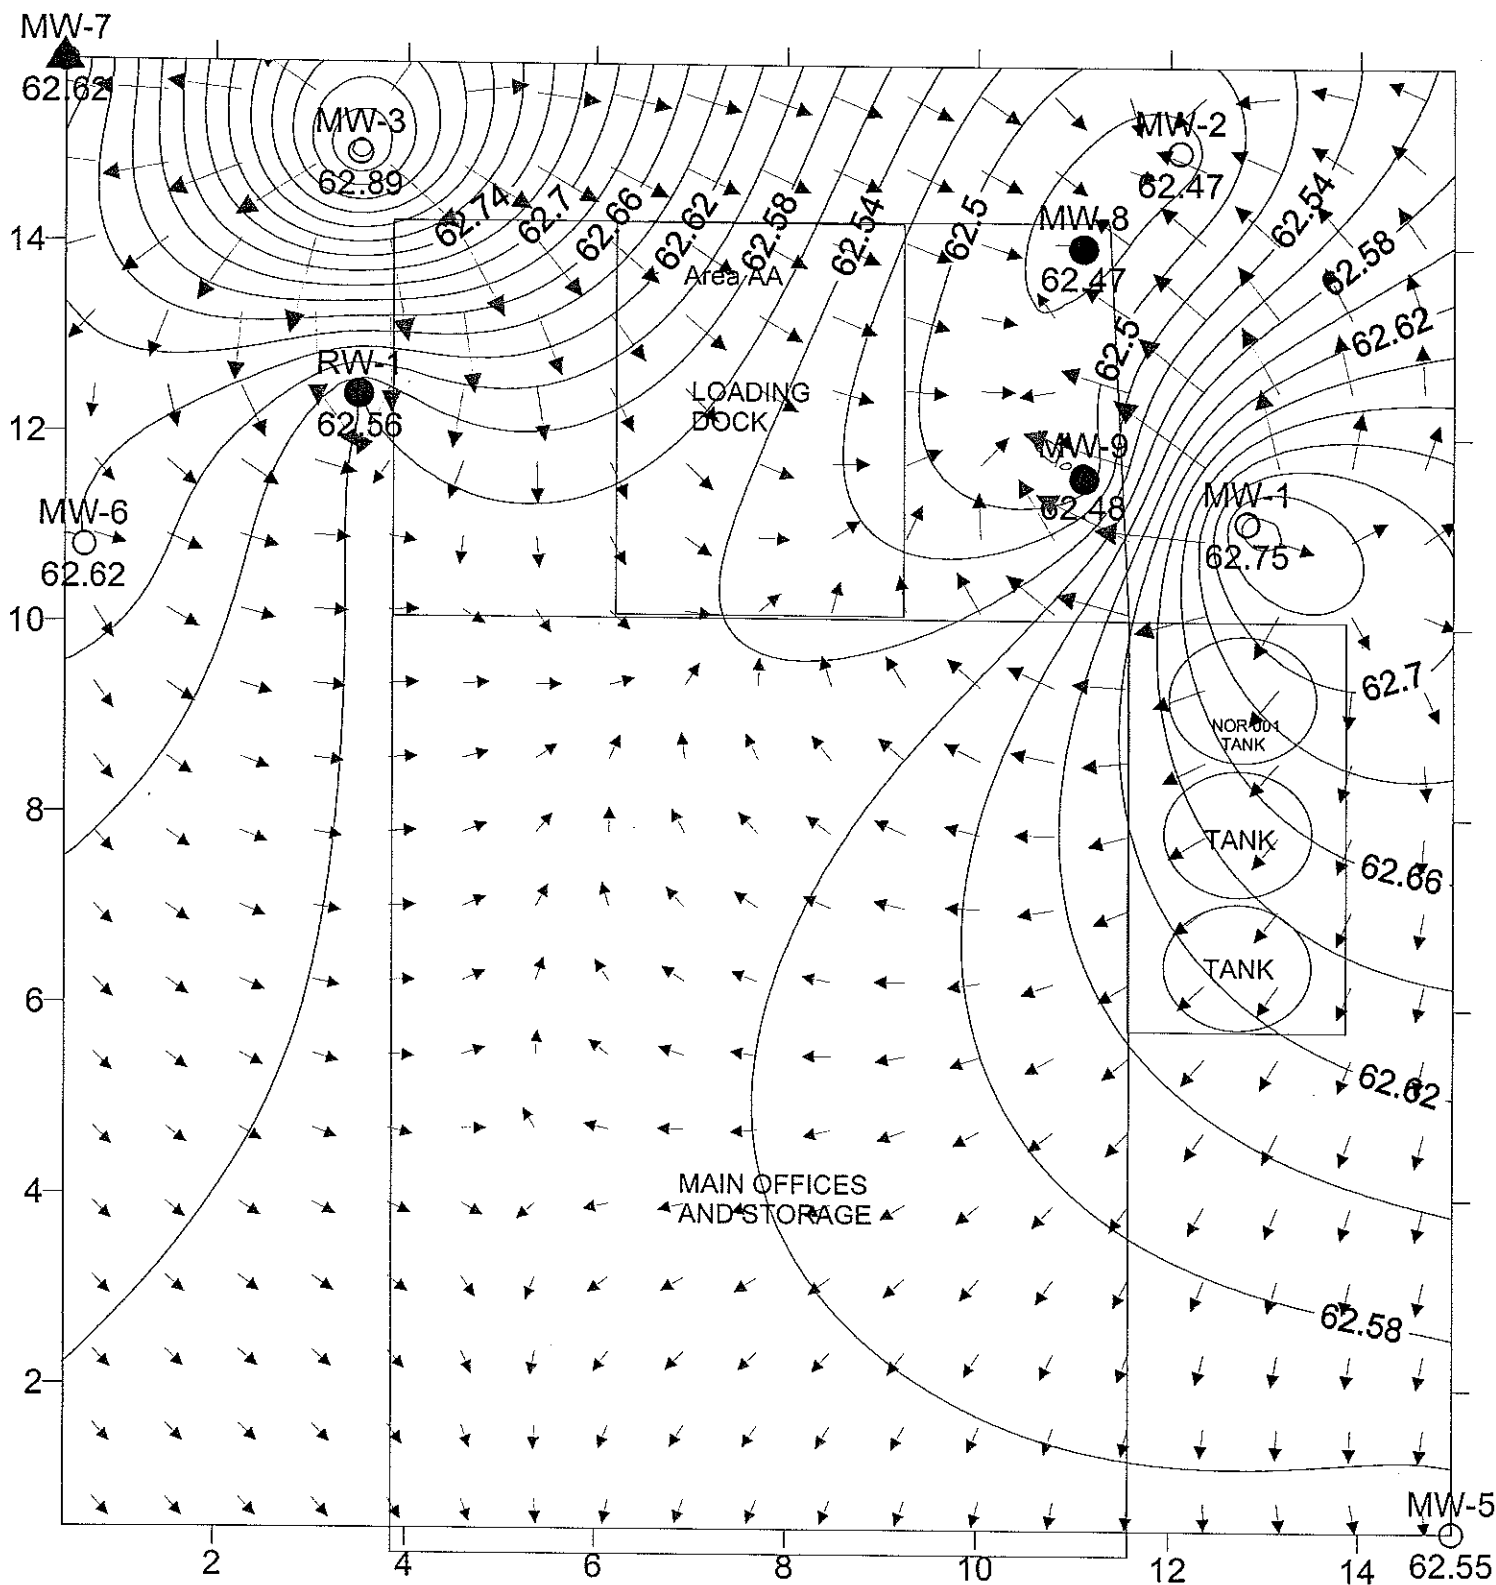 MW-7
62.62
MW-3
62.89
MW-2
62.47
62.74
62.7
62.66
62.62
62.58
62.54
62.5
62.54
62.58
14
MW-8
62.47
Area AA
62.62
62.5
RW-1
62.56
LOADING
DOCK
12
MW-9
62.48
MW-1
62.75
MW-6
62.62
10
62.7
NOR-001
TANK
8
TANK
62.66
6
TANK
62.62
4
MAIN OFFICES
AND STORAGE
62.58
2
MW-5
62.55
2
4
6
8
10
12
14